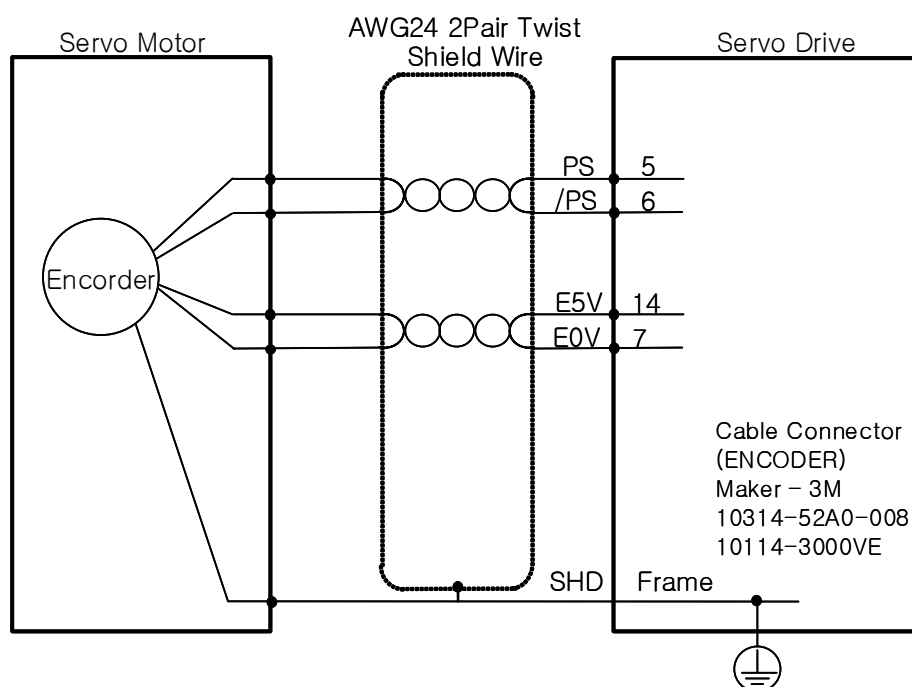 AWG24 2Pair Twist
Shield Wire
Servo Motor
Servo Drive
PS 5
/PS 6
Encorder
E5V 14
E0V 7
Cable Connector
(ENCODER)
Maker - 3M
10314-52A0-008
10114-3000VE
SHD Frame